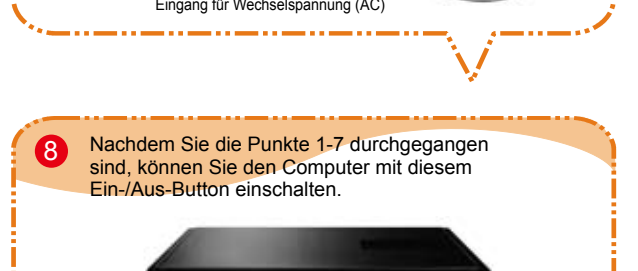 Eingang für Wechselspannung (AC)
8
Nachdem Sie die Punkte 1-7 durchgegangen
sind, können Sie den Computer mit diesem
Ein-/Aus-Button einschalten.